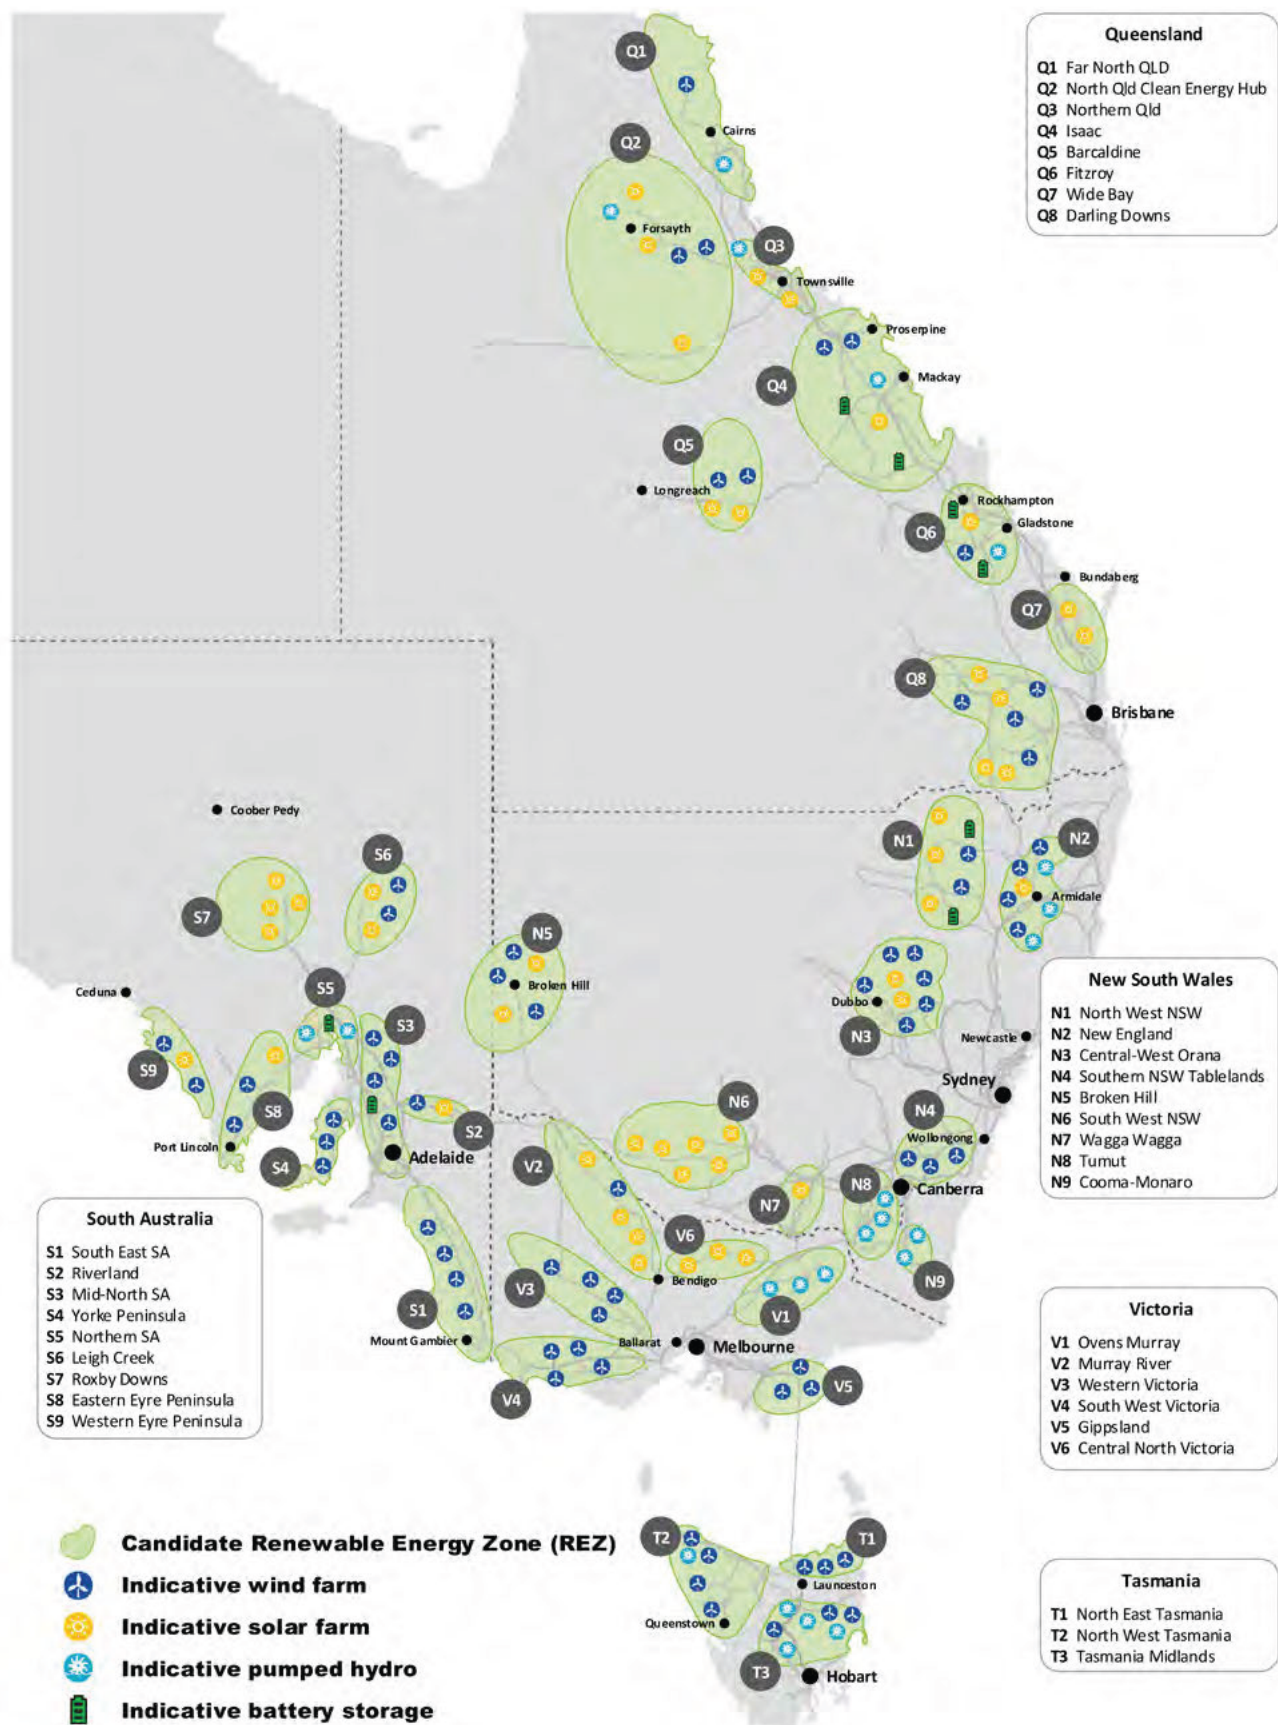 Queensland
Q1 Far North QLD
Q2 North Qld Clean Energy Hub
Q3 Northern Qld
Q4 Isaac
Q5 Barcaldine
Q6 Fitzroy
Q7 Wide Bay
Q8 Darling Downs
Q1
Cairns
Q2
Forsayth
Q3
Townsville
Proserpine
Q4
Mackay
Q5
Longreach
Rockhampton
Q6
Gladstone
Bundaberg
Q7
Q8
Brisbane
Coober Pedy
S6
S7
N1
N2
Armidale
N5
Broken Hill
Ceduna
S5
S3
Dubbo
N3
Newcastle
Sydney
S9
S8
S2
N6
N4
Wollongong
Port Lincoln
S4
Adelaide
V2
N7
N8
Canberra
V6
Bendigo
N9
V3
V1
S1
Mount Gambier
Ballarat
Melbourne
V4
V5
New South Wales
N1 North West NSW
N2 New England
N3 Central-West Orana
N4 Southern NSW Tablelands
N5 Broken Hill
N6 South West NSW
N7 Wagga Wagga
N8 Tumut
N9 Cooma-Monaro
South Australia
S1 South East SA
S2 Riverland
S3 Mid-North SA
S4 Yorke Peninsula
S5 Northern SA
S6 Leigh Creek
S7 Roxby Downs
S8 Eastern Eyre Peninsula
S9 Western Eyre Peninsula
Victoria
V1 Ovens Murray
V2 Murray River
V3 Western Victoria
V4 South West Victoria
V5 Gippsland
V6 Central North Victoria
T2
T1
Launceston
Queenstown
T3
Hobart
Candidate Renewable Energy Zone (REZ)
Indicative wind farm
Indicative solar farm
Indicative pumped hydro
Indicative battery storage
Tasmania
T1 North East Tasmania
T2 North West Tasmania
T3 Tasmania Midlands